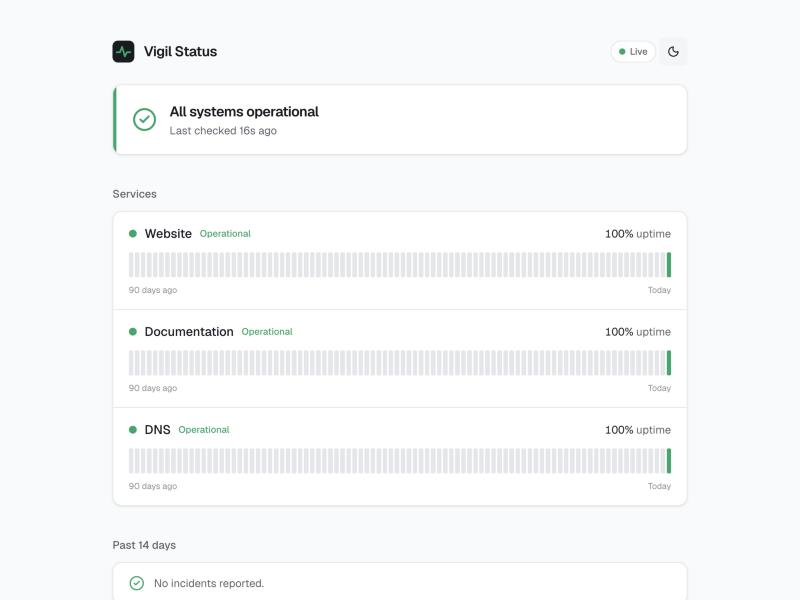 Vigil Status
Live
All systems operational
Last checked 16s ago
Services
Website Operational 100% uptime
90 days ago Today
Documentation Operational 100% uptime
90 days ago Today
DNS Operational 100% uptime
90 days ago Today
Past 14 days
No incidents reported.